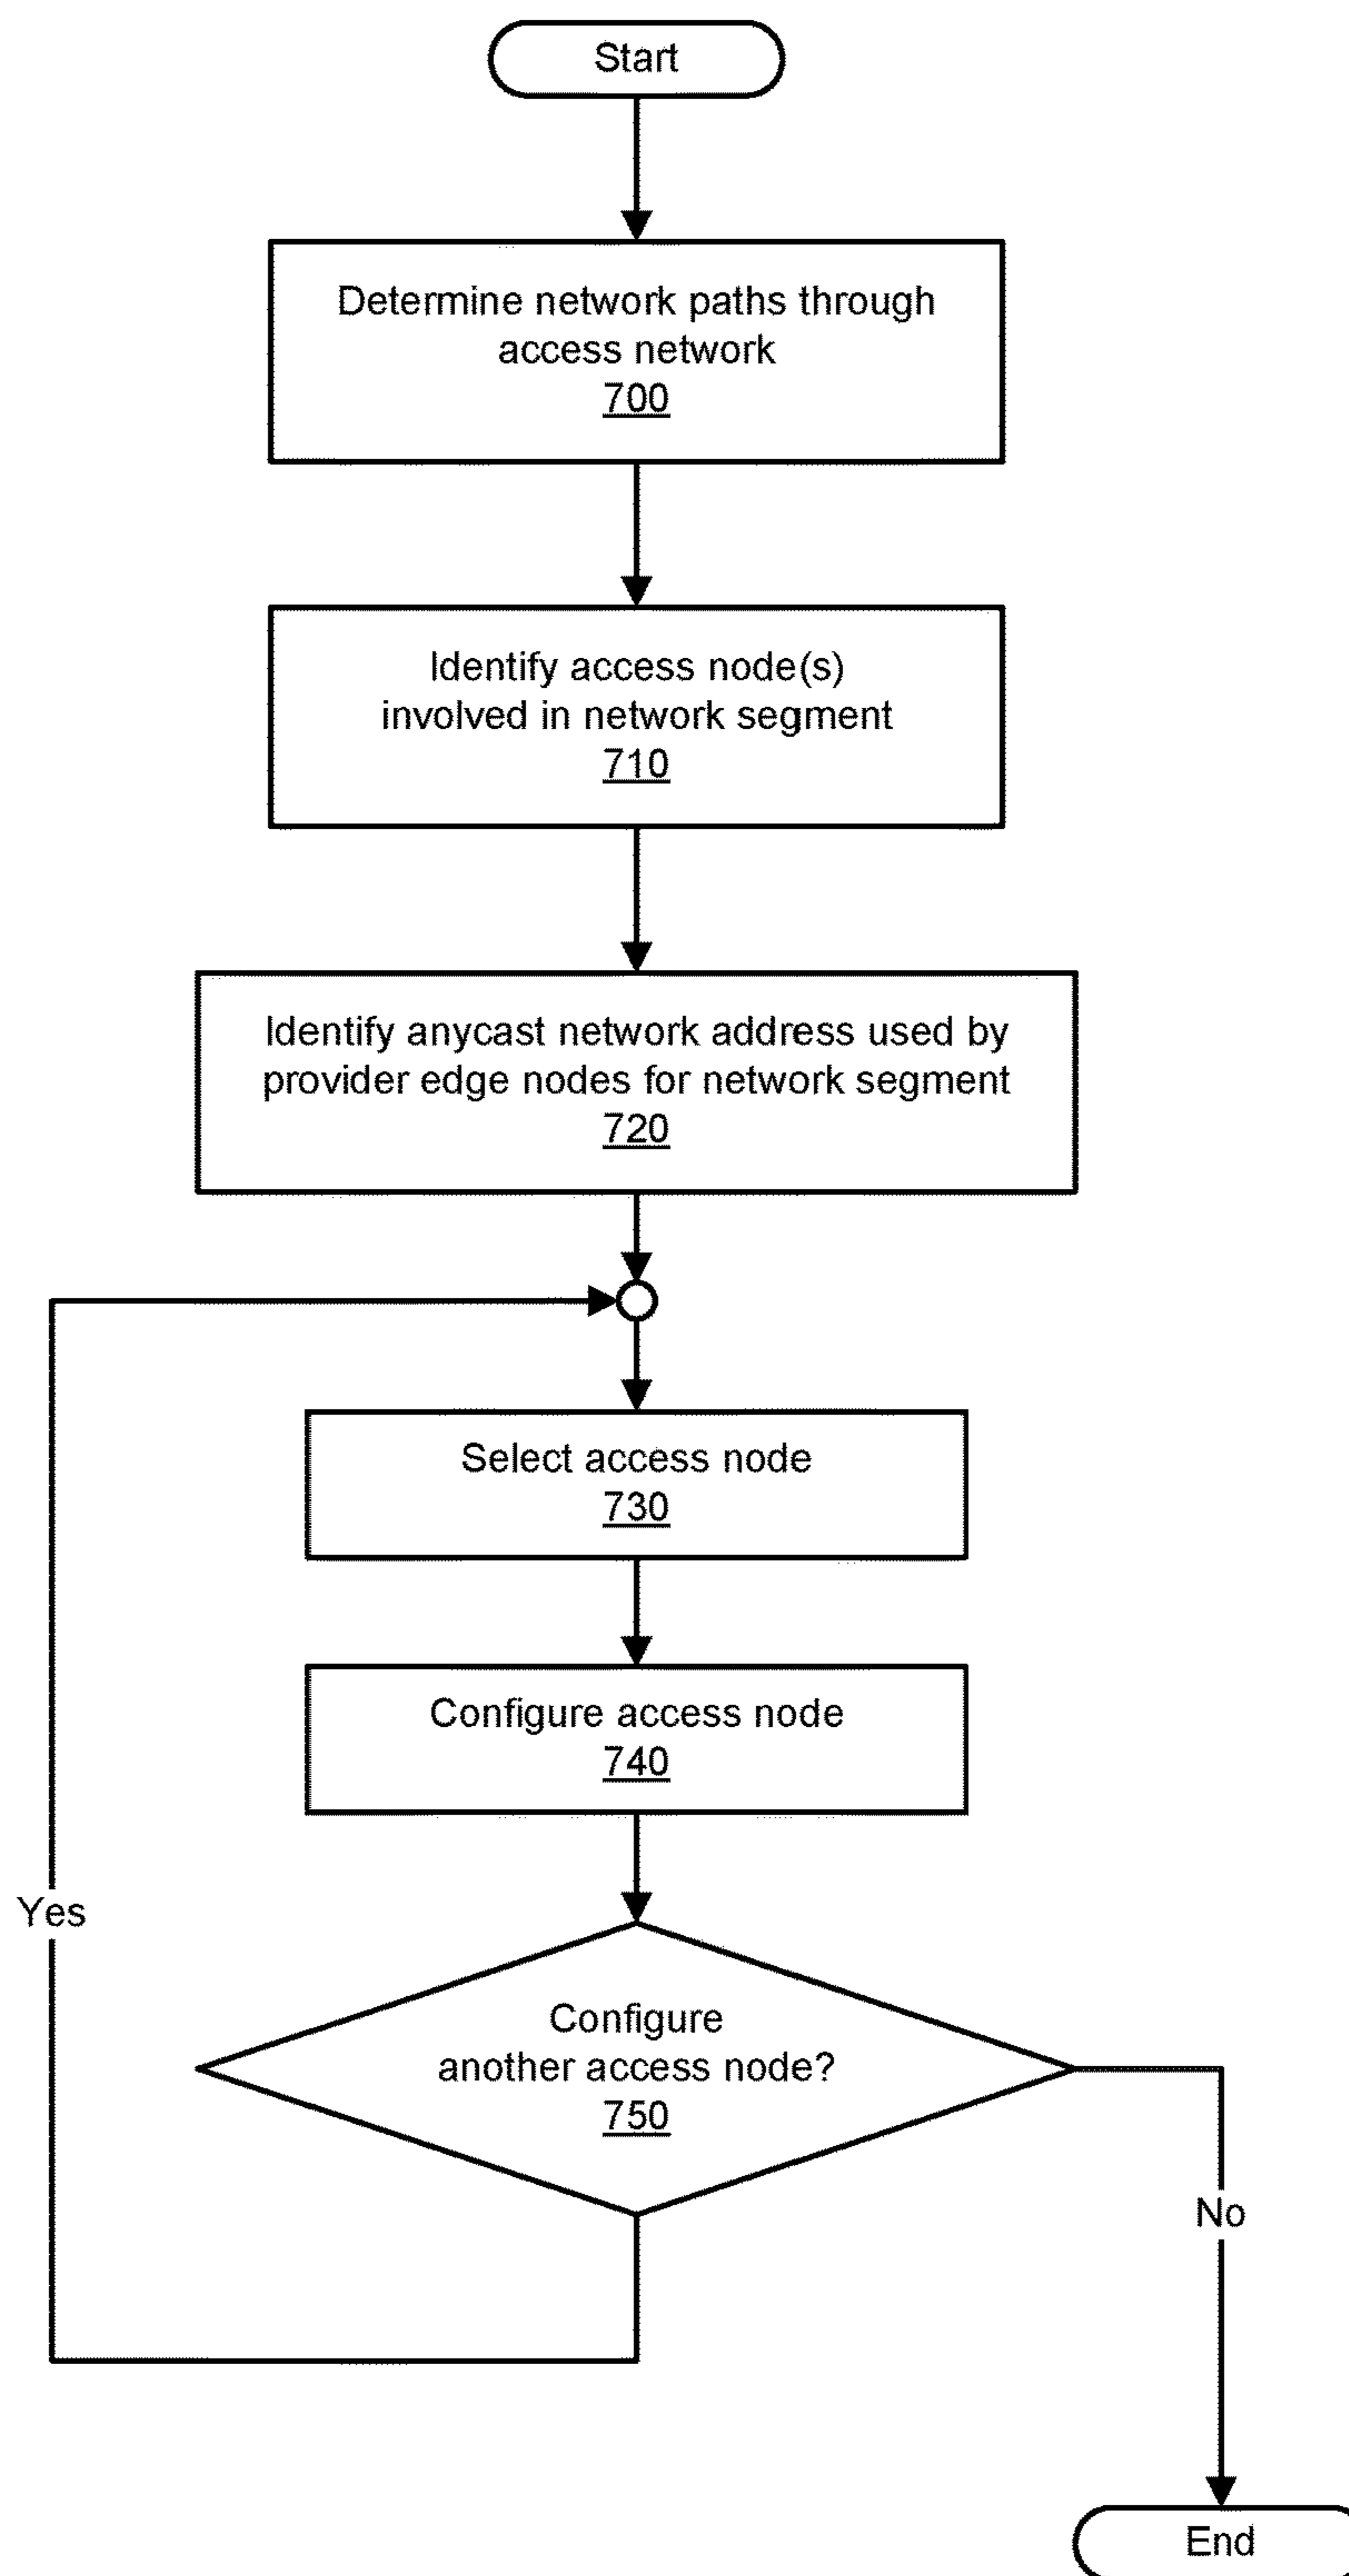 Start
Determine network paths through
access network
700
Identify access node(s)
involved in network segment
710
Identify anycast network address used by
provider edge nodes for network segment
720
Select access node
730
Configure access node
740
Yes
Configure
another access node?
750
No
End